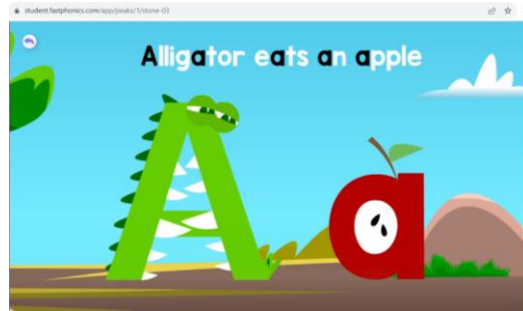 student.fastphonics.com/app/peaks/1/stone-03
Alligator eats an apple
A a